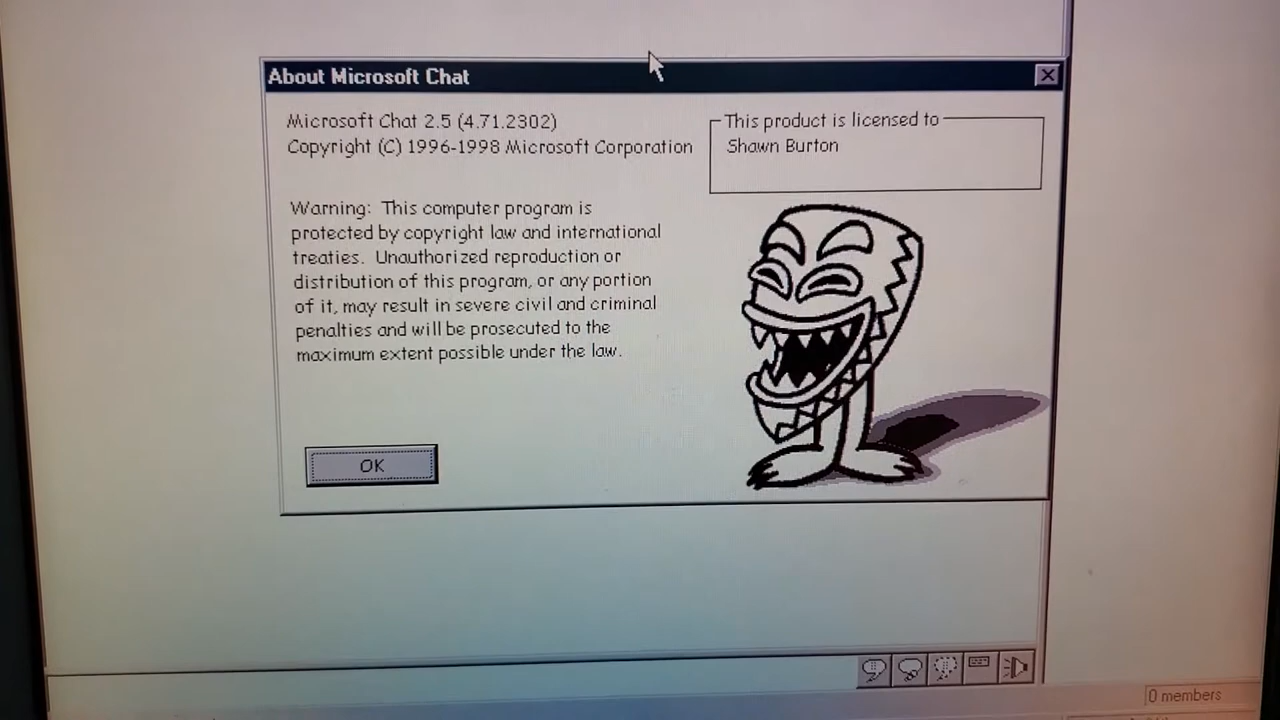 About Microsoft Chat
Microsoft Chat 2.5 (4.71.2302)
Copyright (C) 1996-1998 Microsoft Corporation
This product is licensed to
Shawn Burton
Warning: This computer program is
protected by copyright law and international
treaties. Unauthorized reproduction or
distribution of this program, or any portion
of it, may result in severe civil and criminal
penalties and will be prosecuted to the
maximum extent possible under the law.
OK
0 members